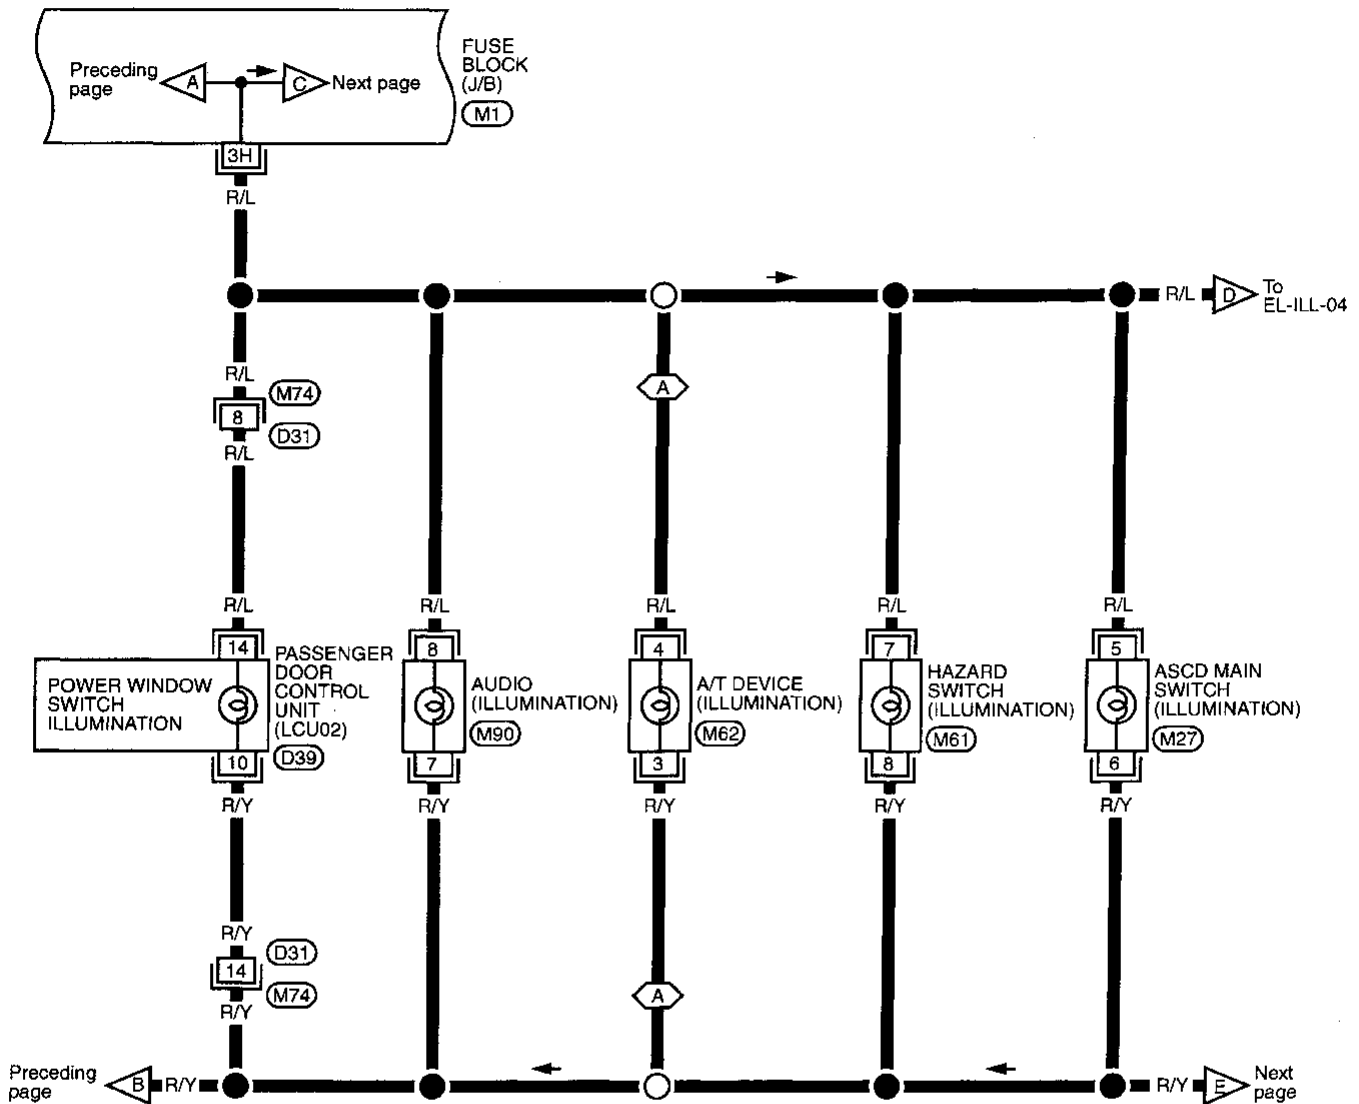 Preceding
page
A
C
Next page
FUSE
BLOCK
(J/B)
M1
3H
R/L
R/L
D
To
EL-ILL-04
R/L
M74
8
D31
R/L
A
R/L
R/L
R/L
R/L
R/L
14
8
4
7
5
POWER WINDOW
SWITCH
ILLUMINATION
PASSENGER
DOOR
CONTROL
UNIT
(LCU02)
D39
AUDIO
(ILLUMINATION)
M90
A/T DEVICE
(ILLUMINATION)
M62
HAZARD
SWITCH
(ILLUMINATION)
M61
ASCD MAIN
SWITCH
(ILLUMINATION)
M27
10
7
3
8
6
R/Y
R/Y
R/Y
R/Y
R/Y
R/Y
D31
14
M74
R/Y
A
Preceding
page
B
R/Y
R/Y
E
Next
page